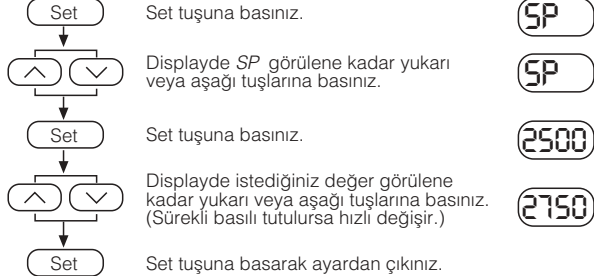 Set Set tuşuna basınız. SP
Displayde SP görülene kadar yukarı
veya aşağı tuşlarına basınız. SP
Set Set tuşuna basınız. 2500
Displayde istediğiniz değer görülene
kadar yukarı veya aşağı tuşlarına basınız.
(Sürekli basılı tutulursa hızlı değişir.) 2750
Set Set tuşuna basarak ayardan çıkınız.